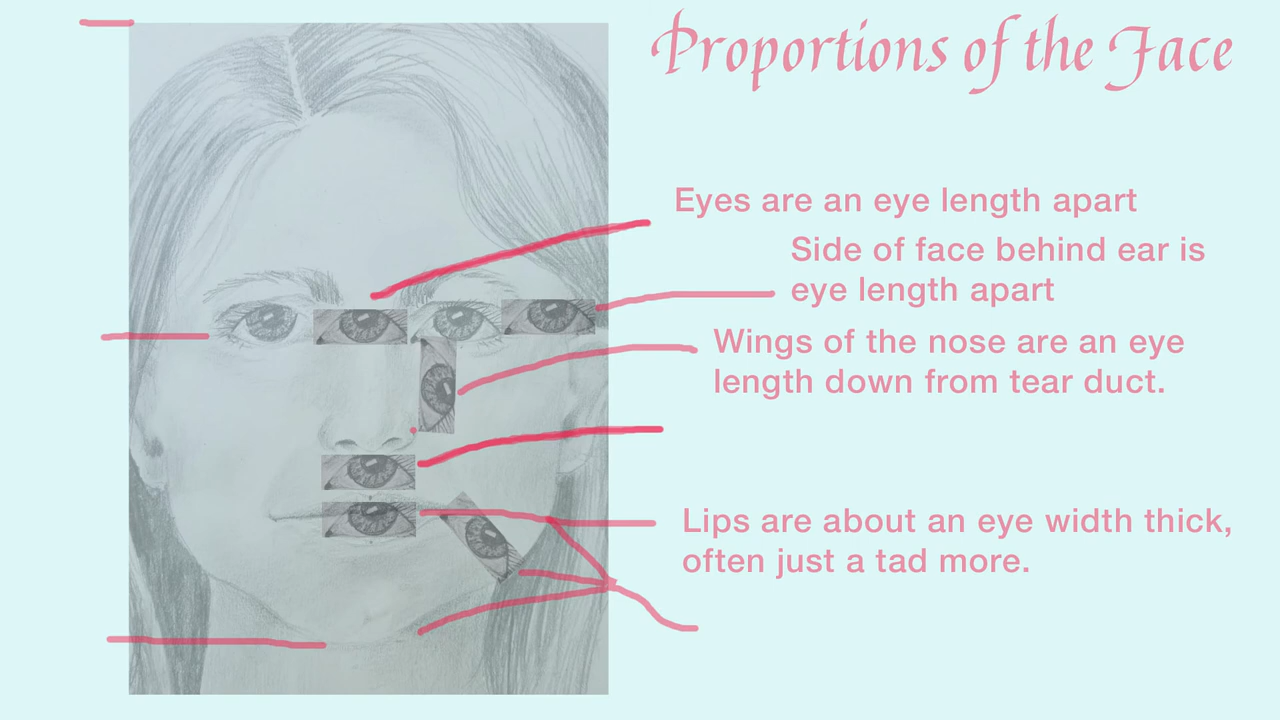 Proportions of the Face
Eyes are an eye length apart
Side of face behind ear is
eye length apart
Wings of the nose are an eye
length down from tear duct.
Lips are about an eye width thick,
often just a tad more.